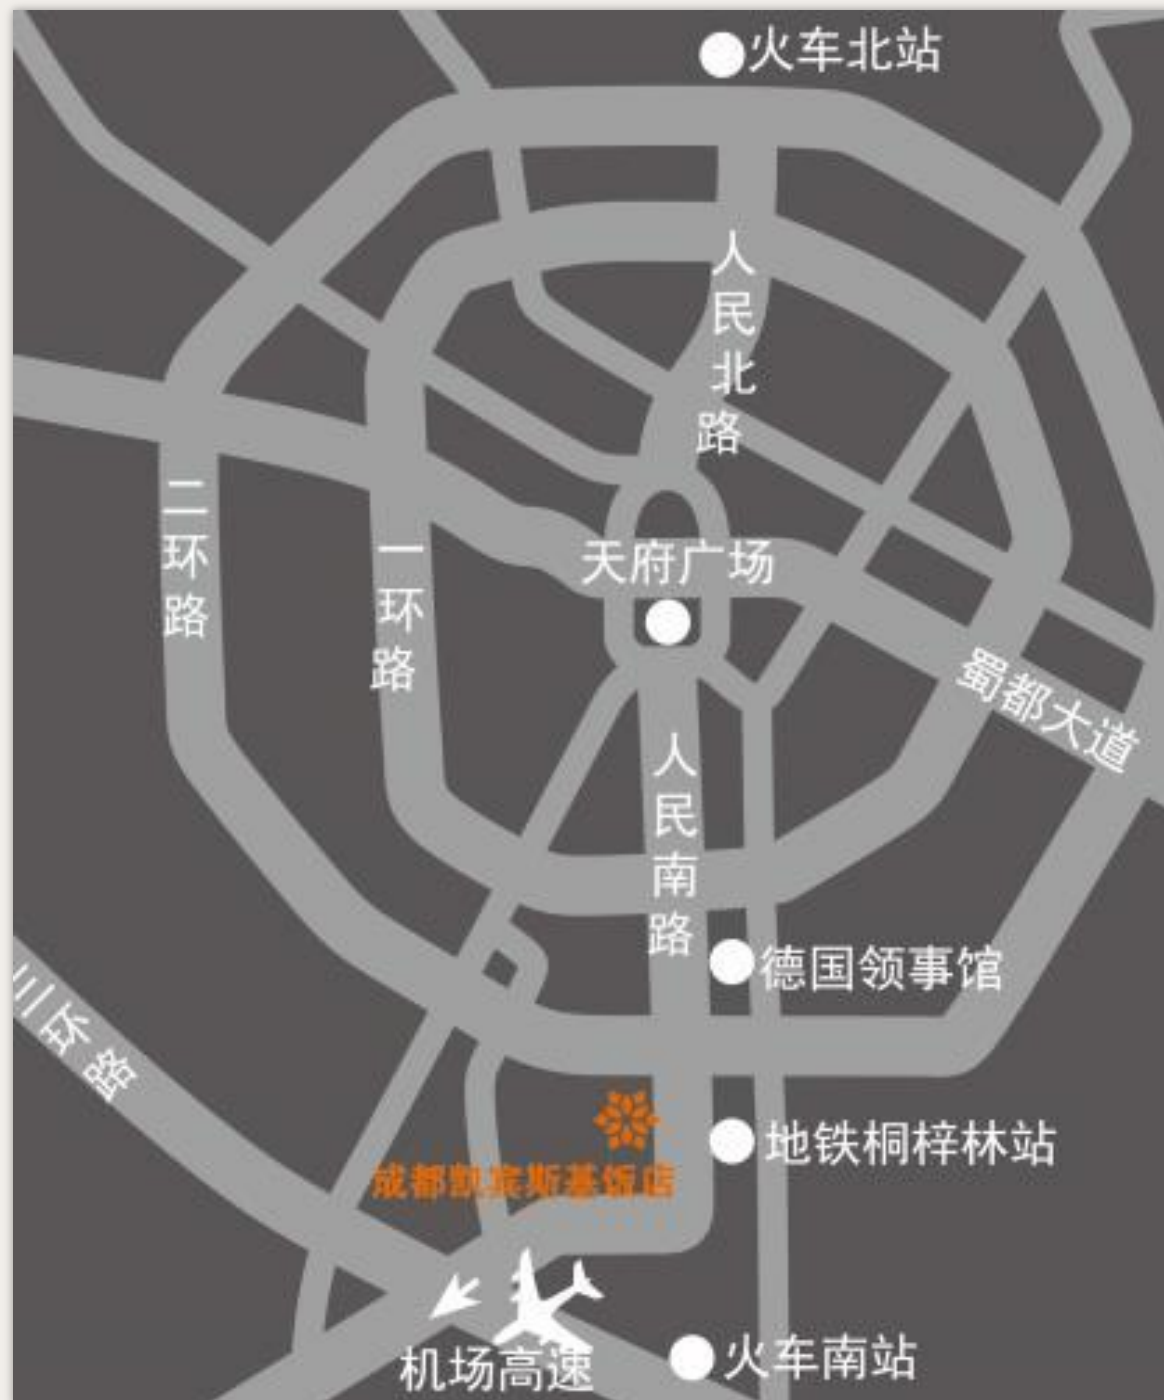 火车北站
人民北路
二环路
一环路
天府广场
蜀都大道
人民南路
德国领事馆
三环路
地铁桐梓林站
成都凯宾斯基饭店
机场高速
火车南站